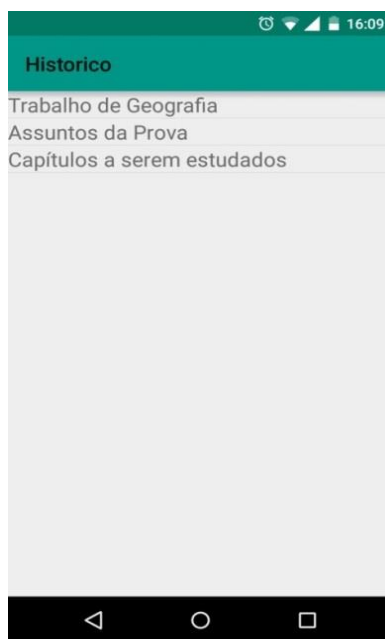 16:09
Historico
Trabalho de Geografia
Assuntos da Prova
Capítulos a serem estudados